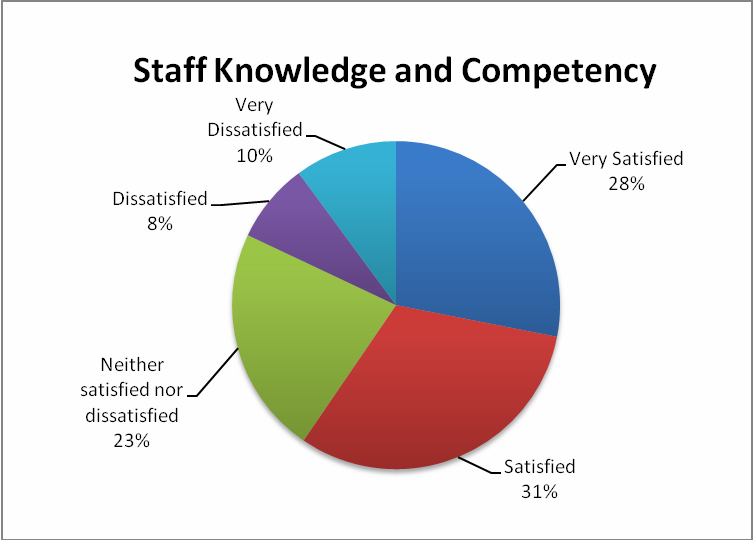 Staff Knowledge and Competency
Very
Dissatisfied
10%
Very Satisfied
28%
Dissatisfied
8%
Neither
satisfied nor
dissatisfied
23%
Satisfied
31%